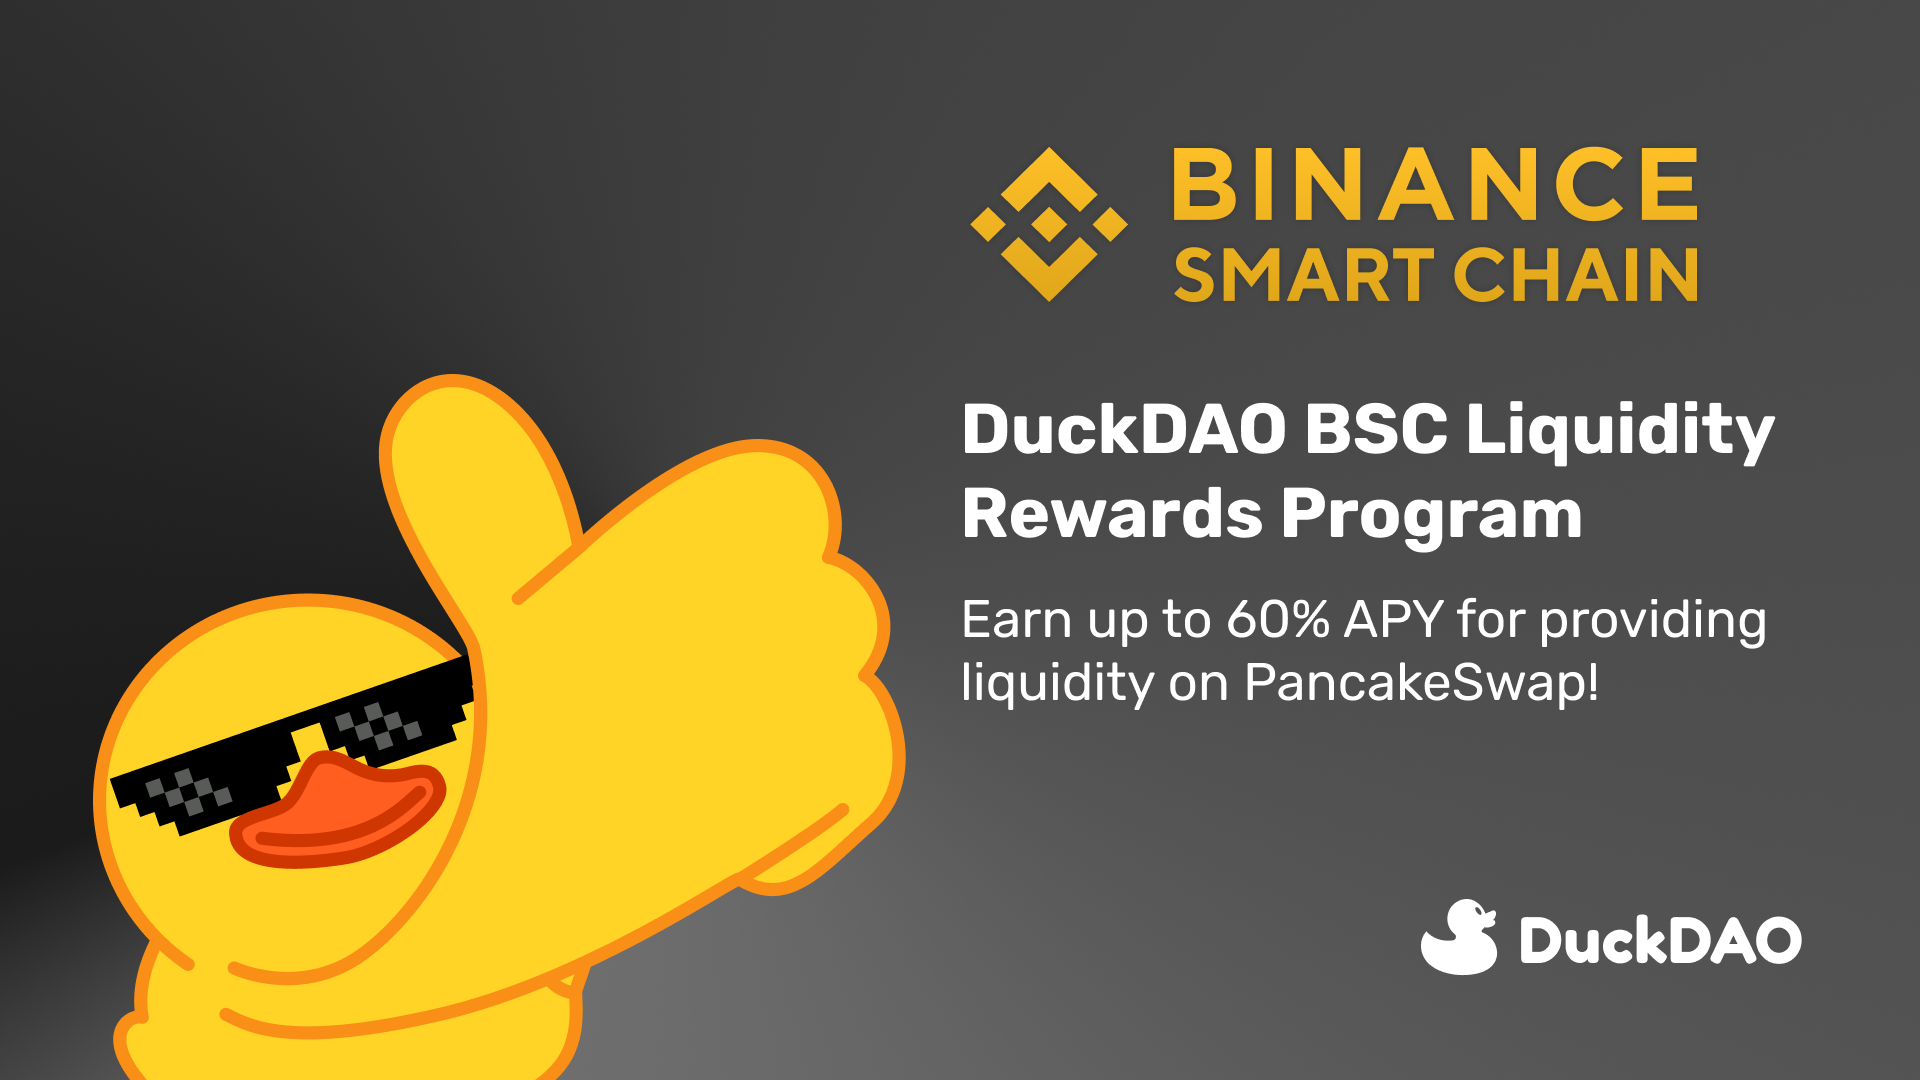 BINANCE
SMART CHAIN
DuckDAO BSC Liquidity
Rewards Program
Earn up to 60% APY for providing
liquidity on PancakeSwap!
DuckDAO